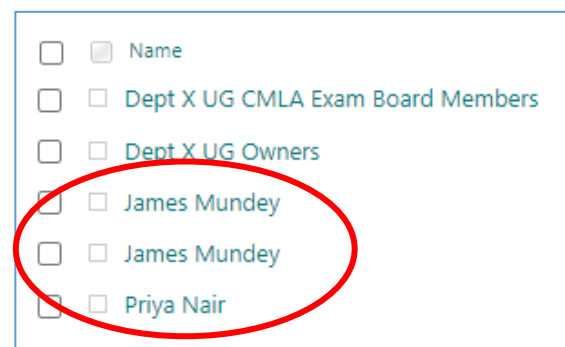 Name
Dept X UG CMLA Exam Board Members
Dept X UG Owners
James Mundey
James Mundey
Priya Nair